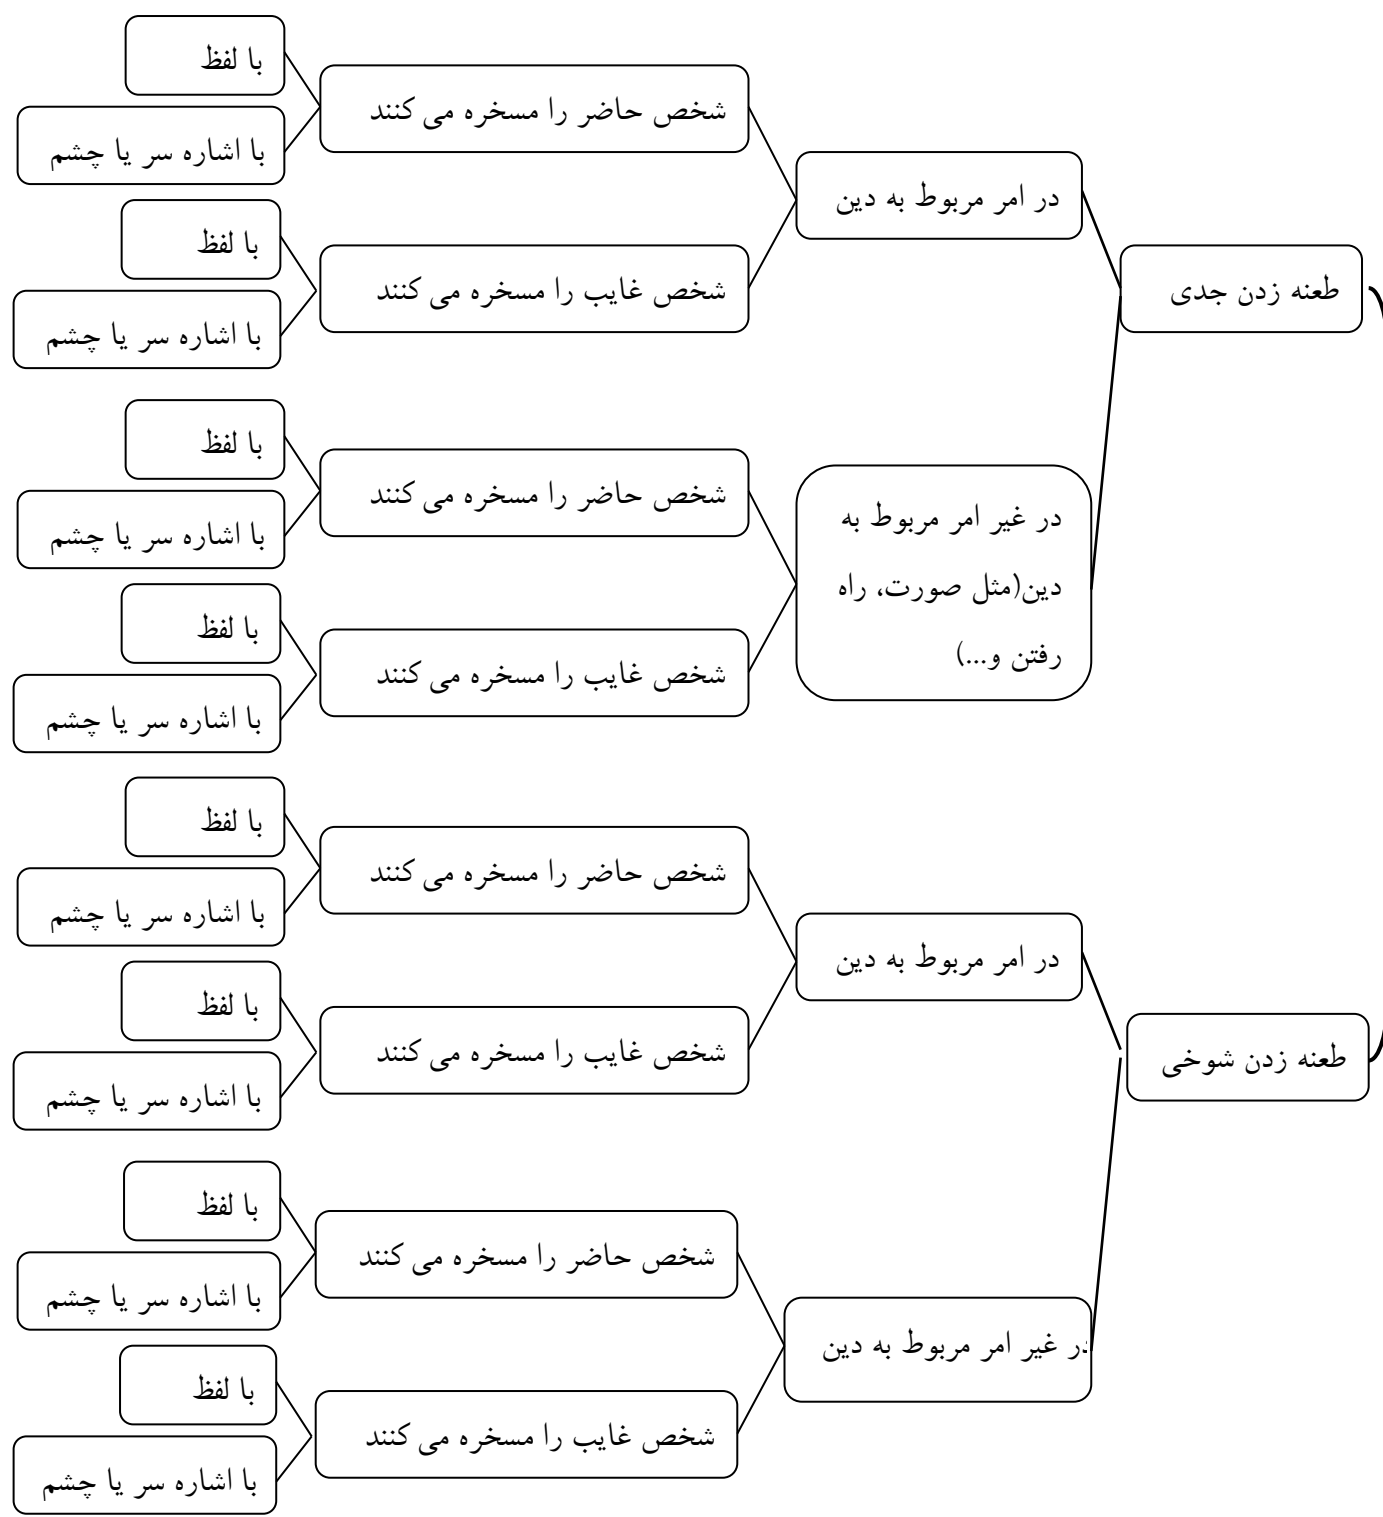 طعنه زدن جدی
در امر مربوط به دین
شخص حاضر را مسخره می کنند
با لفظ
با اشاره سر یا چشم
شخص غایب را مسخره می کنند
با لفظ
با اشاره سر یا چشم
در غیر امر مربوط به
دین(مثل صورت، راه
رفتن و...)
شخص حاضر را مسخره می کنند
با لفظ
با اشاره سر یا چشم
شخص غایب را مسخره می کنند
با لفظ
با اشاره سر یا چشم
طعنه زدن شوخی
در امر مربوط به دین
شخص حاضر را مسخره می کنند
با لفظ
با اشاره سر یا چشم
شخص غایب را مسخره می کنند
با لفظ
با اشاره سر یا چشم
در غیر امر مربوط به دین
شخص حاضر را مسخره می کنند
با لفظ
با اشاره سر یا چشم
شخص غایب را مسخره می کنند
با لفظ
با اشاره سر یا چشم